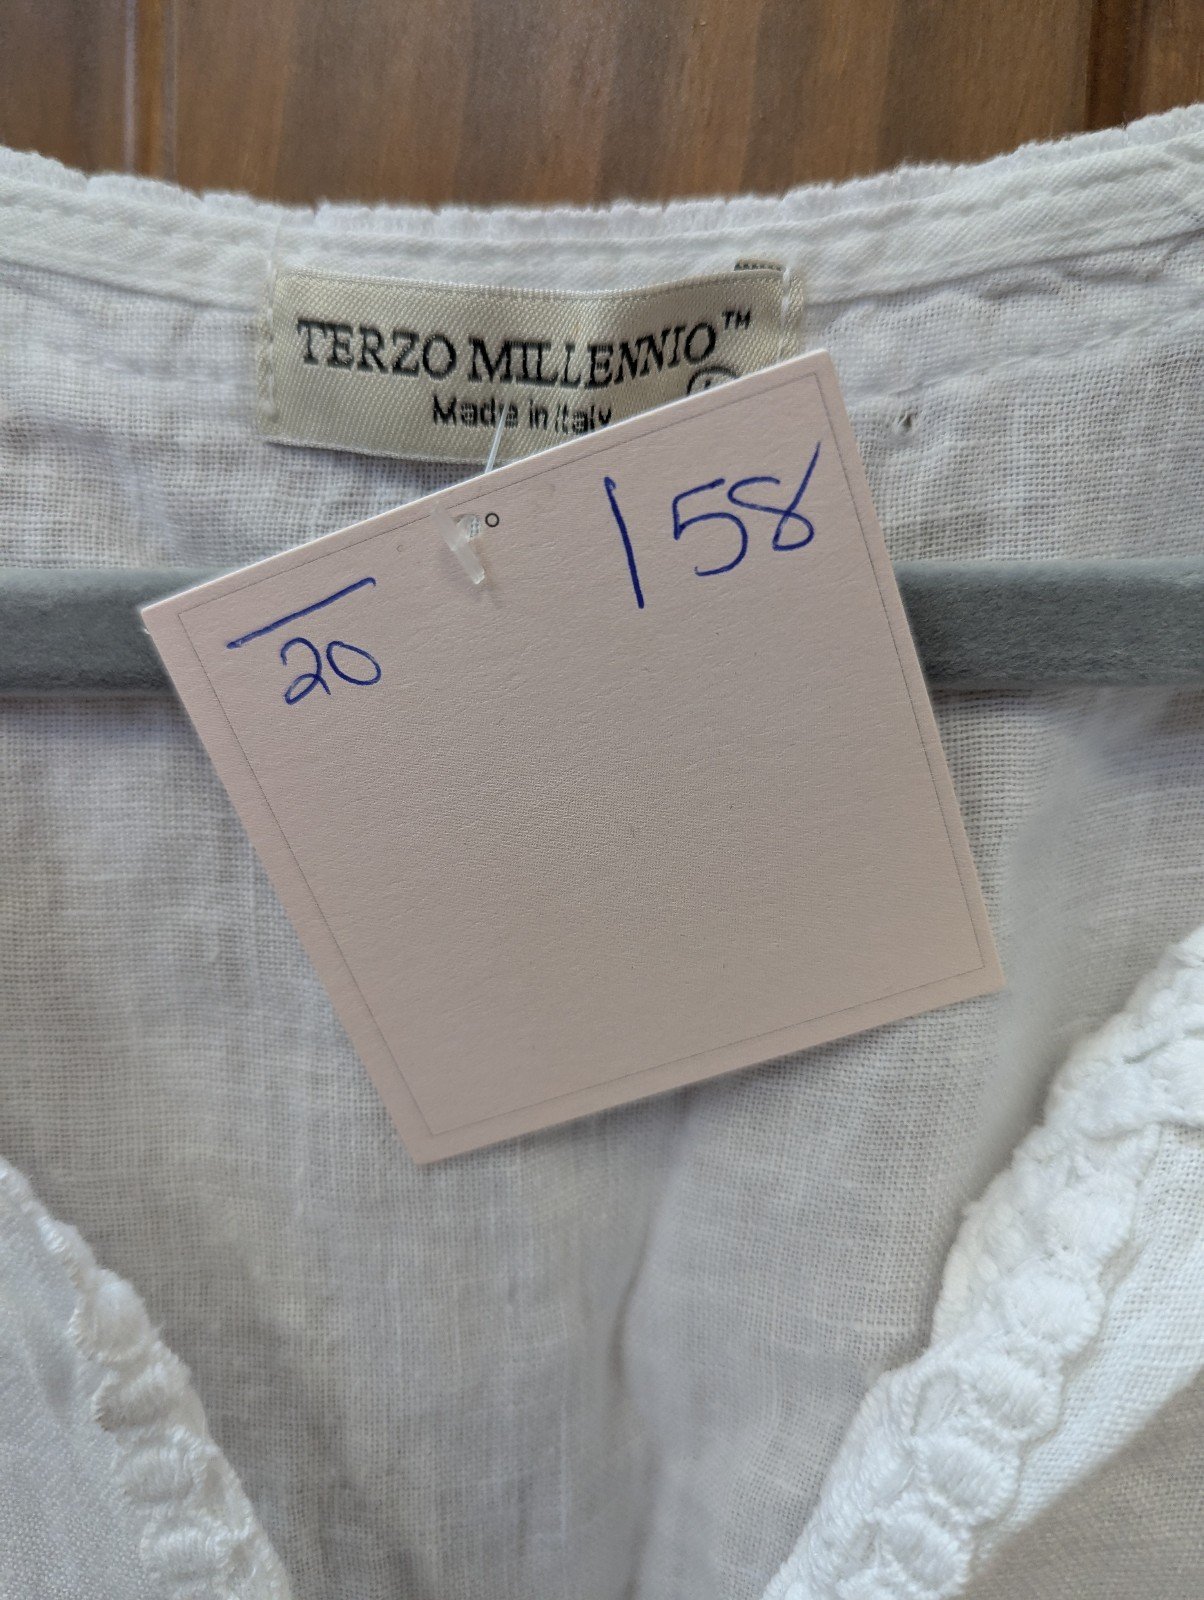 TERZO MILLENNIO™
Made in Italy
158
20